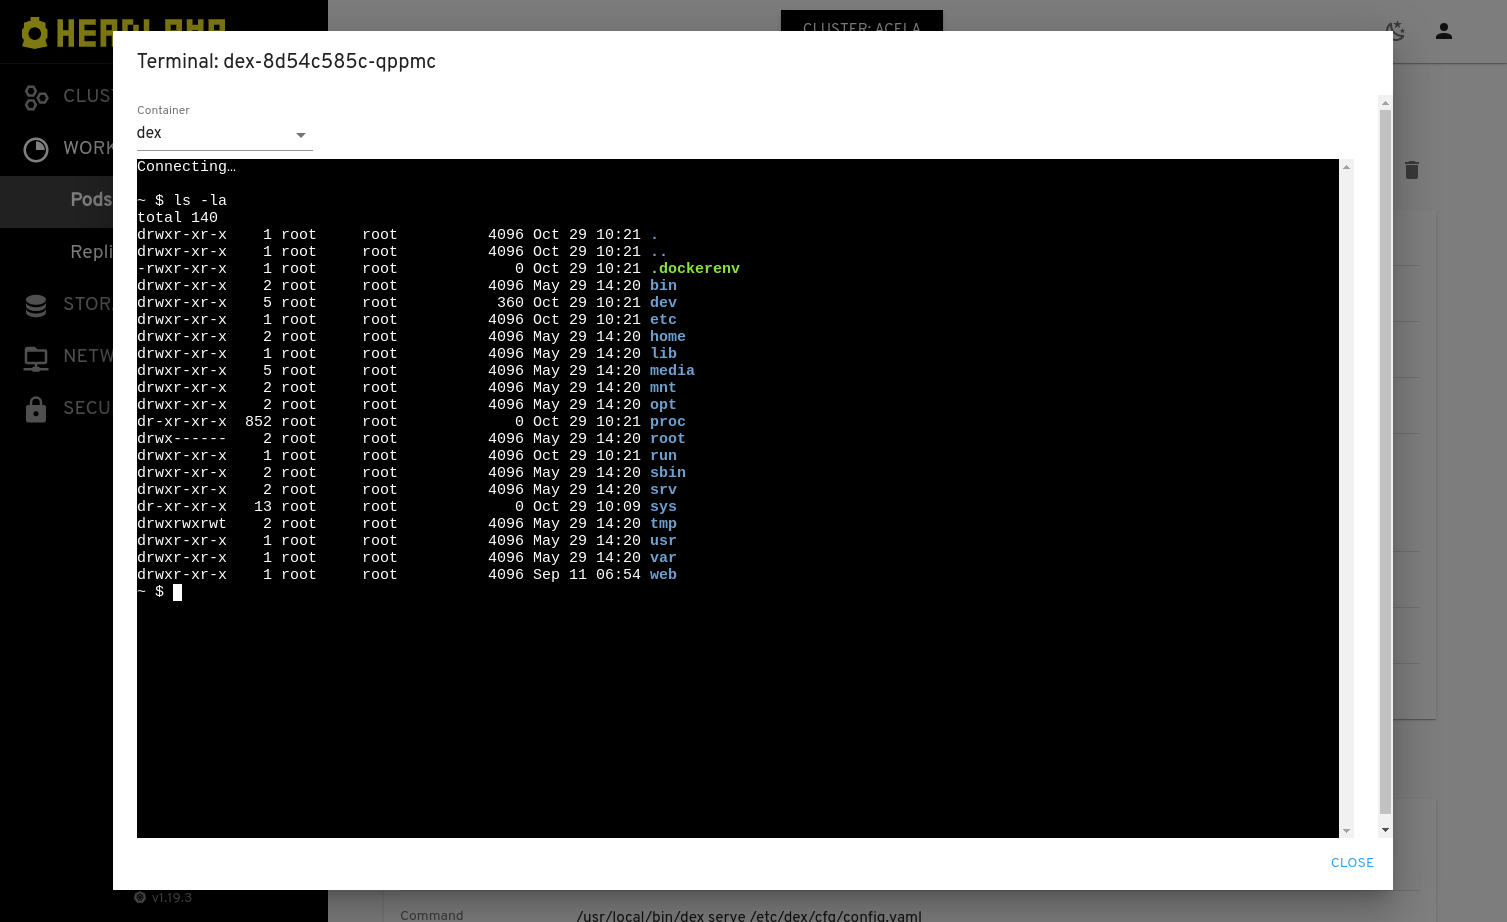 HEADLAMP
CLUSTER: ACELA
Terminal: dex-8d54c585c-qppmc
CLUST
Container
dex
WORK
Pods
Repli
STOR
NETW
SECU
Connecting…
~ $ ls -la
total 140
drwxr-xr-x    1 root     root          4096 Oct 29 10:21 .
drwxr-xr-x    1 root     root          4096 Oct 29 10:21 ..
-rwxr-xr-x    1 root     root             0 Oct 29 10:21 .dockerenv
drwxr-xr-x    2 root     root          4096 May 29 14:20 bin
drwxr-xr-x    5 root     root           360 Oct 29 10:21 dev
drwxr-xr-x    1 root     root          4096 Oct 29 10:21 etc
drwxr-xr-x    2 root     root          4096 May 29 14:20 home
drwxr-xr-x    1 root     root          4096 May 29 14:20 lib
drwxr-xr-x    5 root     root          4096 May 29 14:20 media
drwxr-xr-x    2 root     root          4096 May 29 14:20 mnt
drwxr-xr-x    2 root     root          4096 May 29 14:20 opt
dr-xr-xr-x  852 root     root             0 Oct 29 10:21 proc
drwx------    2 root     root          4096 May 29 14:20 root
drwxr-xr-x    1 root     root          4096 Oct 29 10:21 run
drwxr-xr-x    2 root     root          4096 May 29 14:20 sbin
drwxr-xr-x    2 root     root          4096 May 29 14:20 srv
dr-xr-xr-x   13 root     root             0 Oct 29 10:09 sys
drwxrwxrwt    2 root     root          4096 May 29 14:20 tmp
drwxr-xr-x    1 root     root          4096 May 29 14:20 usr
drwxr-xr-x    1 root     root          4096 May 29 14:20 var
drwxr-xr-x    1 root     root          4096 Sep 11 06:54 web
~ $
CLOSE
v1.19.3
Command
/usr/local/bin/dex serve /etc/dex/cfg/config.yaml